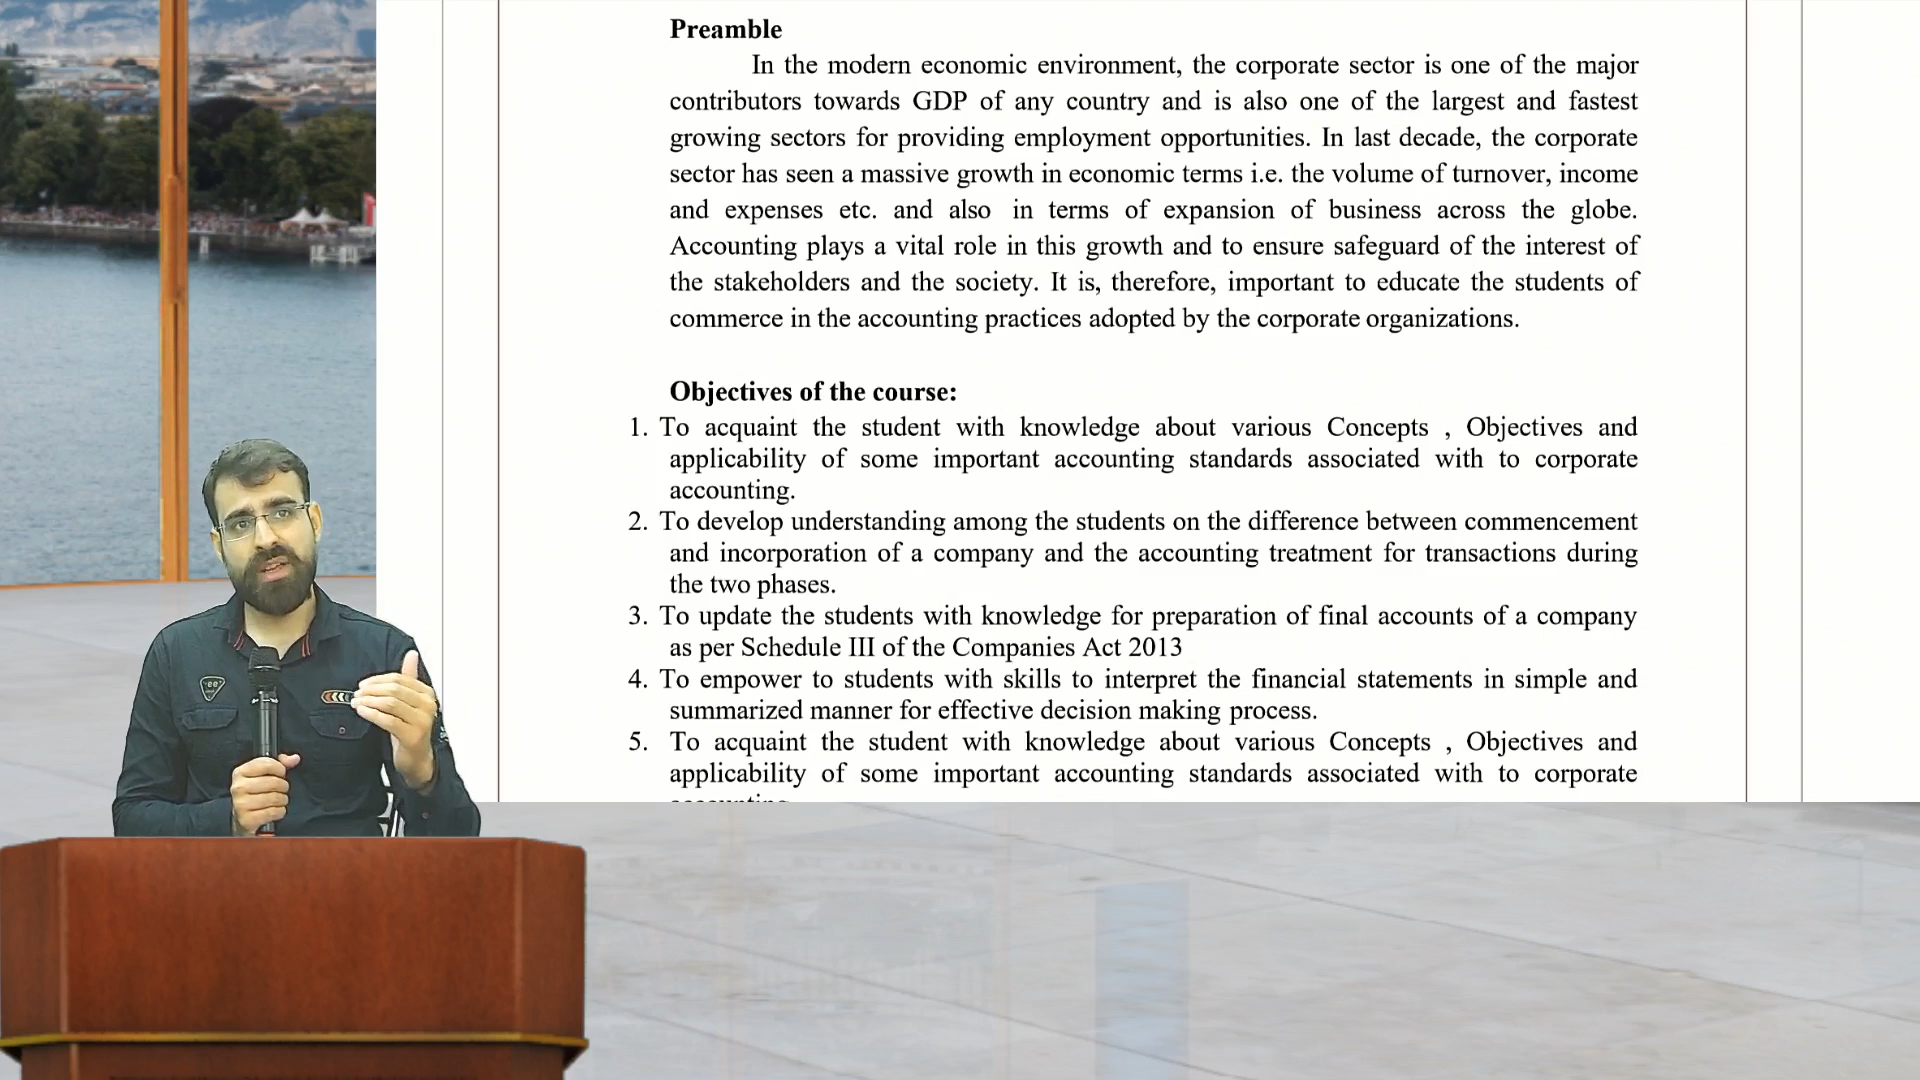 Preamble
In the modern economic environment, the corporate sector is one of the major
contributors towards GDP of any country and is also one of the largest and fastest
growing sectors for providing employment opportunities. In last decade, the corporate
sector has seen a massive growth in economic terms i.e. the volume of turnover, income
and expenses etc. and also in terms of expansion of business across the globe.
Accounting plays a vital role in this growth and to ensure safeguard of the interest of
the stakeholders and the society. It is, therefore, important to educate the students of
commerce in the accounting practices adopted by the corporate organizations.
Objectives of the course:
1. To acquaint the student with knowledge about various Concepts , Objectives and
applicability of some important accounting standards associated with to corporate
accounting.
2. To develop understanding among the students on the difference between commencement
and incorporation of a company and the accounting treatment for transactions during
the two phases.
3. To update the students with knowledge for preparation of final accounts of a company
as per Schedule III of the Companies Act 2013
4. To empower to students with skills to interpret the financial statements in simple and
summarized manner for effective decision making process.
5. To acquaint the student with knowledge about various Concepts , Objectives and
applicability of some important accounting standards associated with to corporate